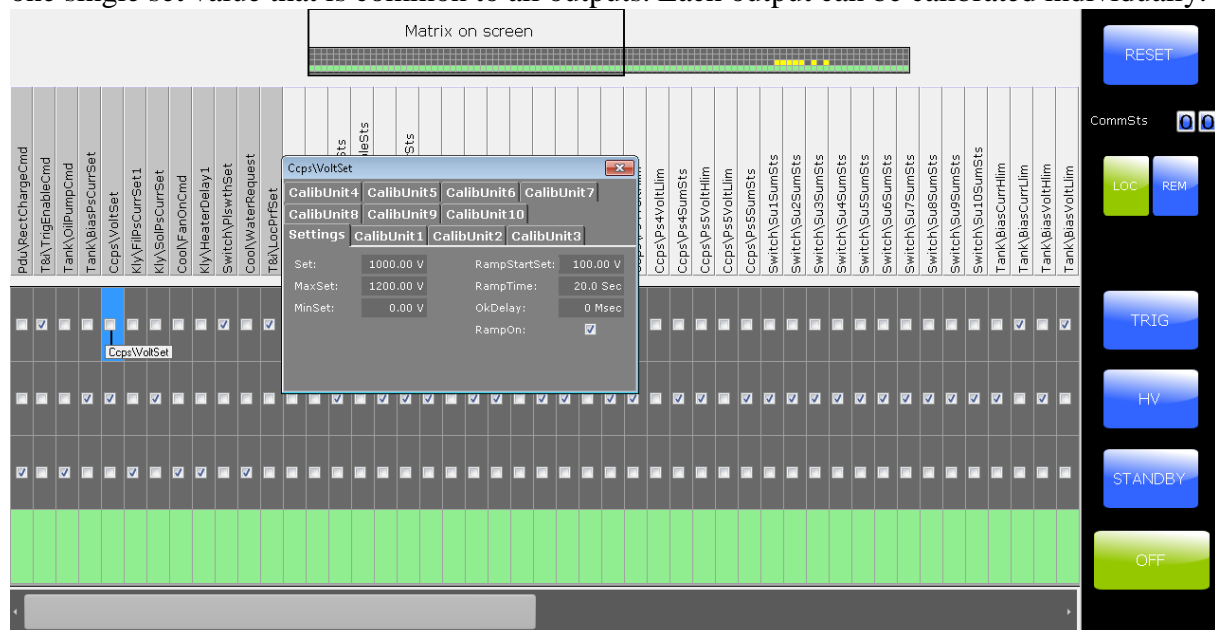 one single set value that is common to all outputs. Each output can be calibrated individually.
Matrix on screen
RESET
CommSts
0 0
LOC
REM
Pdu\RectChargeCmd
T&I\TrigEnableCmd
Tank\OilPumpCmd
Tank\BiasPsCurrSet
Ccps\VoltSet
Kly\FilPsCurrSet1
Kly\SolPsCurrSet
Cool\FanOnCmd
Kly\HeaterDelay1
Switch\PlswthSet
Cool\WaterRequest
T&I\LocPrfSet
Ccps\VoltSet
CalibUnit4 CalibUnit5 CalibUnit6 CalibUnit7
CalibUnit8 CalibUnit9 CalibUnit10
Settings CalibUnit1 CalibUnit2 CalibUnit3
Set: 1000.00 V RampStartSet: 100.00 V
MaxSet: 1200.00 V RampTime: 20.0 Sec
MinSet: 0.00 V OkDelay: 0 Msec
RampOn:
Ccps\Ps4VoltLlim
Ccps\Ps4SumSts
Ccps\Ps5VoltHlim
Ccps\Ps5VoltLlim
Ccps\Ps5SumSts
Switch\Su1SumSts
Switch\Su2SumSts
Switch\Su3SumSts
Switch\Su4SumSts
Switch\Su5SumSts
Switch\Su6SumSts
Switch\Su7SumSts
Switch\Su8SumSts
Switch\Su9SumSts
Switch\Su10SumSts
Tank\BiasCurrHlim
Tank\BiasCurrLlim
Tank\BiasVoltHlim
Tank\BiasVoltLlim
Ccps\VoltSet
TRIG
HV
STANDBY
OFF